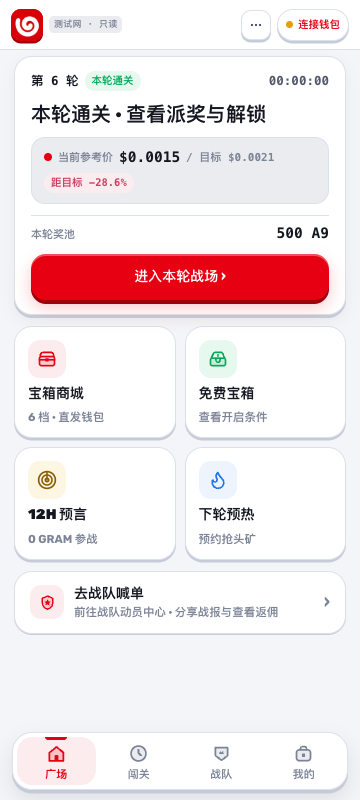 测试网 · 只读
···
连接钱包
第 6 轮 本轮通关 00:00:00
本轮通关 · 查看派奖与解锁
当前参考价 $0.0015 / 目标 $0.0021
距目标 −28.6%
本轮奖池 500 A9
进入本轮战场 ›
宝箱商城
6 档 · 直发钱包
免费宝箱
查看开启条件
12H 预言
0 GRAM 参战
下轮预热
预约抢头矿
去战队喊单
前往战队动员中心 · 分享战报与查看返佣
广场 闯关 战队 我的